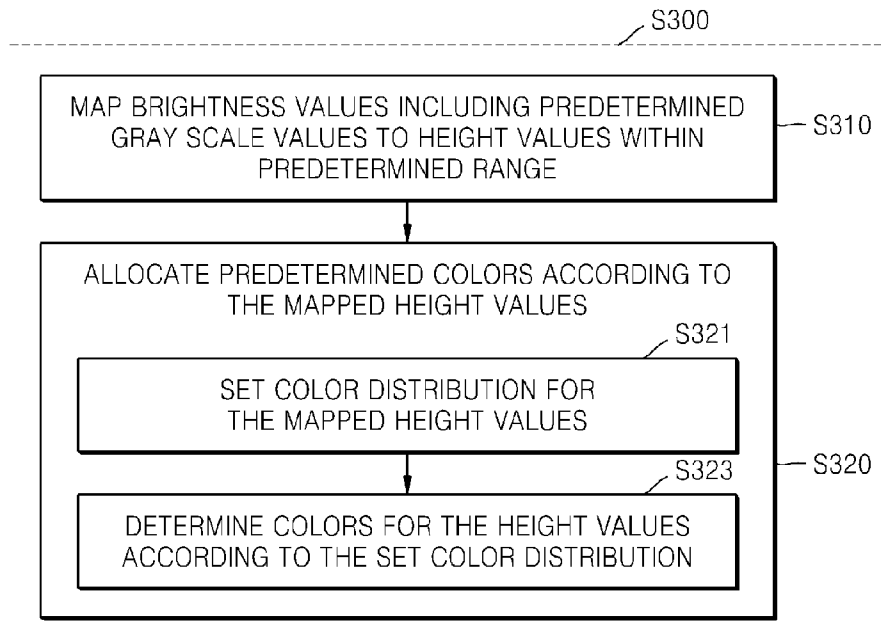 S300
MAP BRIGHTNESS VALUES INCLUDING PREDETERMINED
GRAY SCALE VALUES TO HEIGHT VALUES WITHIN
PREDETERMINED RANGE
S310
ALLOCATE PREDETERMINED COLORS ACCORDING TO
THE MAPPED HEIGHT VALUES
S321
SET COLOR DISTRIBUTION FOR
THE MAPPED HEIGHT VALUES
S320
S323
DETERMINE COLORS FOR THE HEIGHT VALUES
ACCORDING TO THE SET COLOR DISTRIBUTION